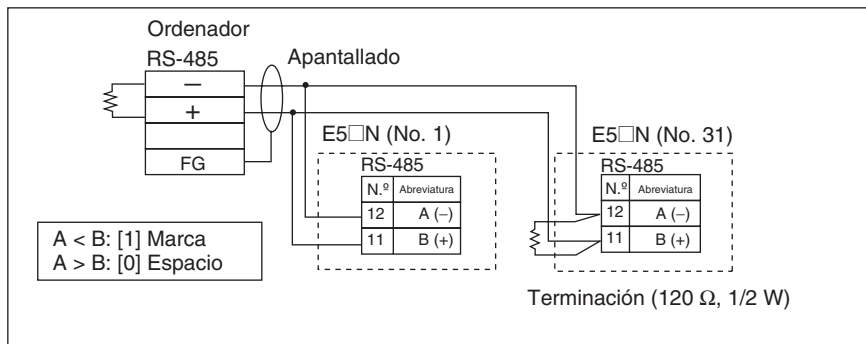 Ordenador
RS-485
Apantallado
−
+
FG
E5□N (No. 1)
RS-485
N.º Abreviatura
12 A (−)
11 B (+)
E5□N (No. 31)
RS-485
N.º Abreviatura
12 A (−)
11 B (+)
A < B: [1] Marca
A > B: [0] Espacio
Terminación (120 Ω, 1/2 W)